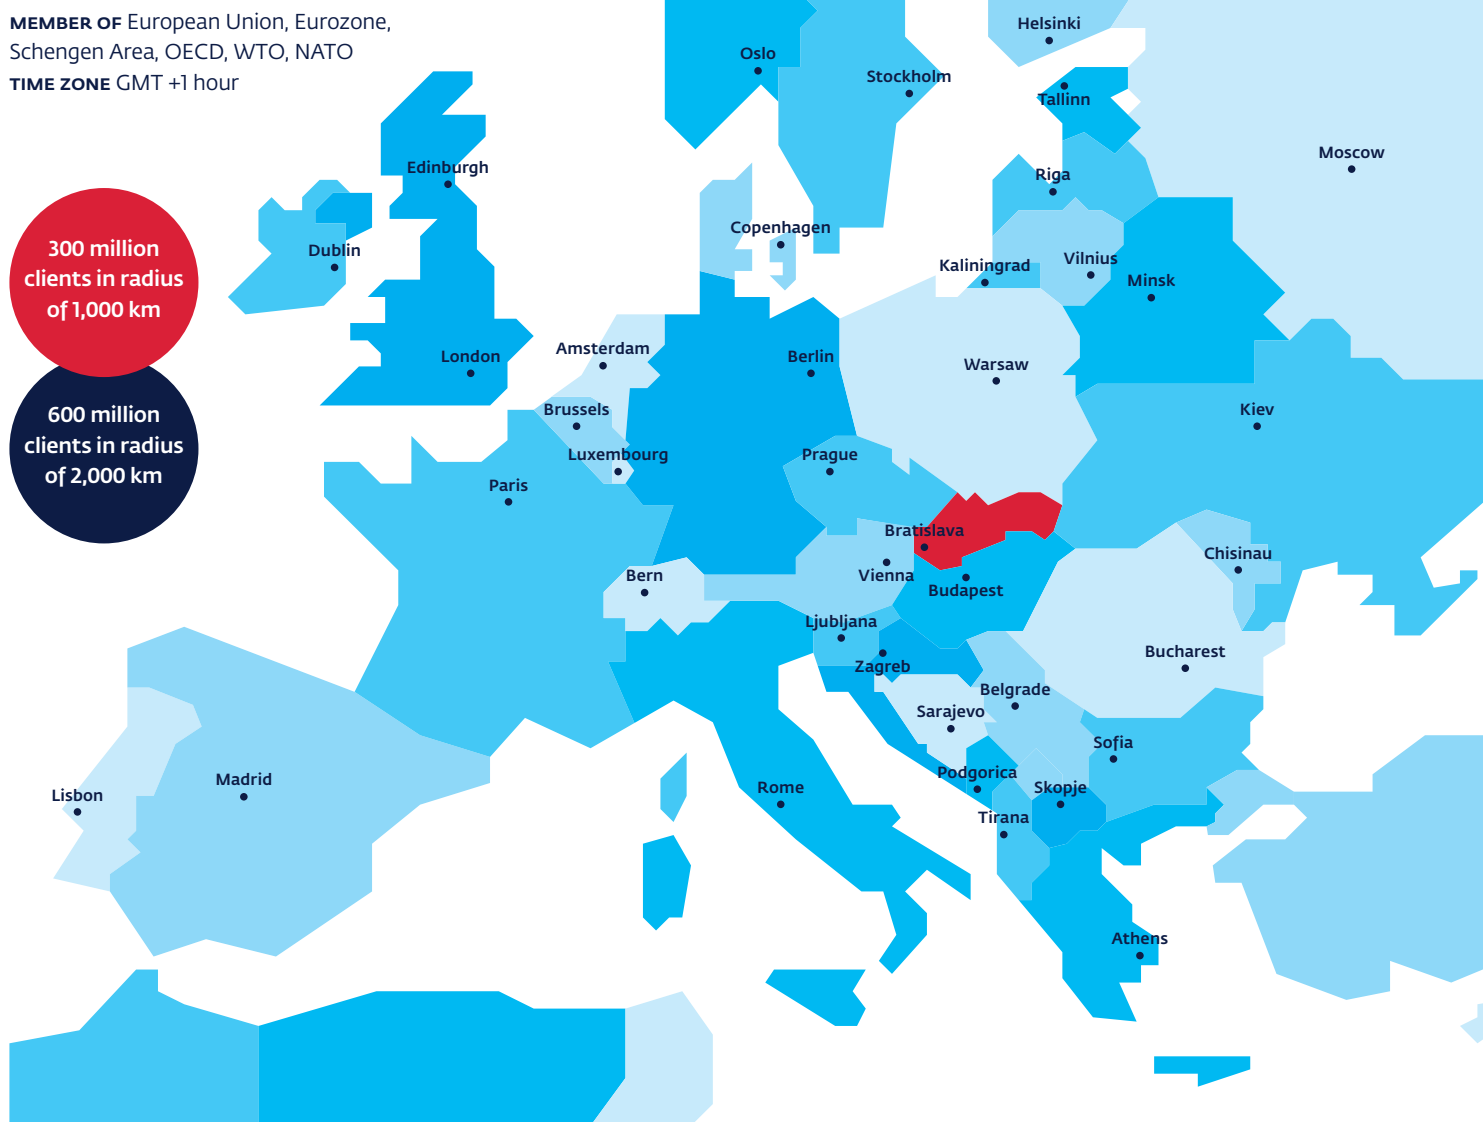 MEMBER OF European Union, Eurozone,
Schengen Area, OECD, WTO, NATO
TIME ZONE GMT +1 hour
300 million
clients in radius
of 1,000 km
600 million
clients in radius
of 2,000 km
Helsinki
Oslo
Stockholm
Tallinn
Moscow
Edinburgh
Riga
Copenhagen
Dublin
Vilnius
Kaliningrad
Minsk
Amsterdam
London
Berlin
Warsaw
Brussels
Kiev
Luxembourg
Prague
Paris
Bratislava
Chisinau
Bern
Vienna
Budapest
Ljubljana
Bucharest
Zagreb
Belgrade
Sarajevo
Sofia
Podgorica
Madrid
Rome
Skopje
Lisbon
Tirana
Athens